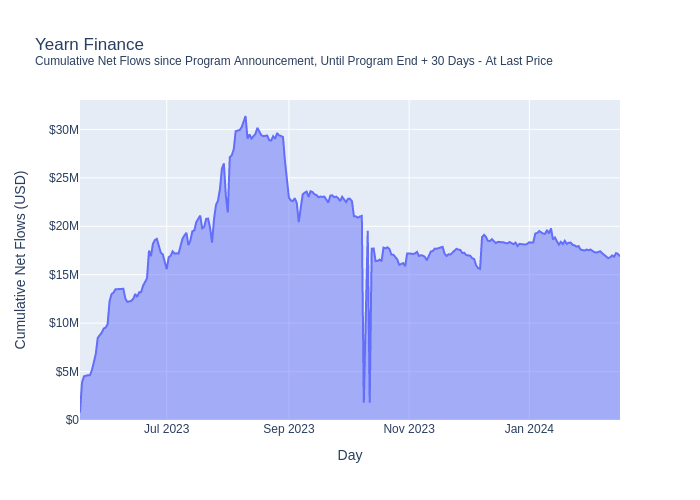 Yearn Finance
Cumulative Net Flows since Program Announcement, Until Program End + 30 Days - At Last Price
$30M
$25M
$20M
$15M
$10M
$5M
$0
Cumulative Net Flows (USD)
Jul 2023
Sep 2023
Nov 2023
Jan 2024
Day